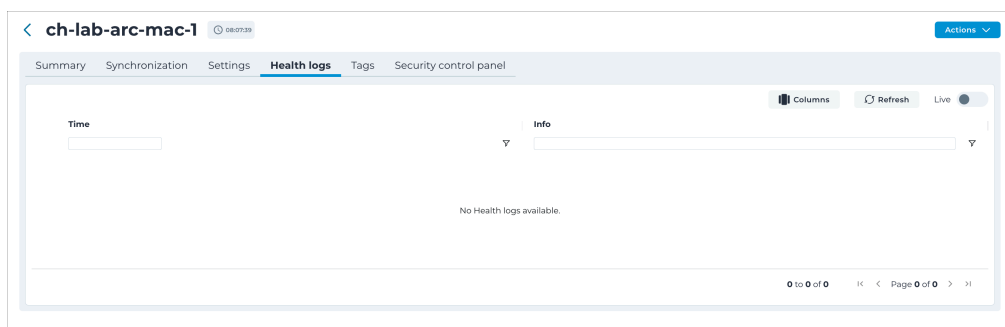 ch-lab-arc-mac-1 08:07:39 Actions
Summary Synchronization Settings Health logs Tags Security control panel
Columns Refresh Live
Time Info
No Health logs available.
0 to 0 of 0 Page 0 of 0